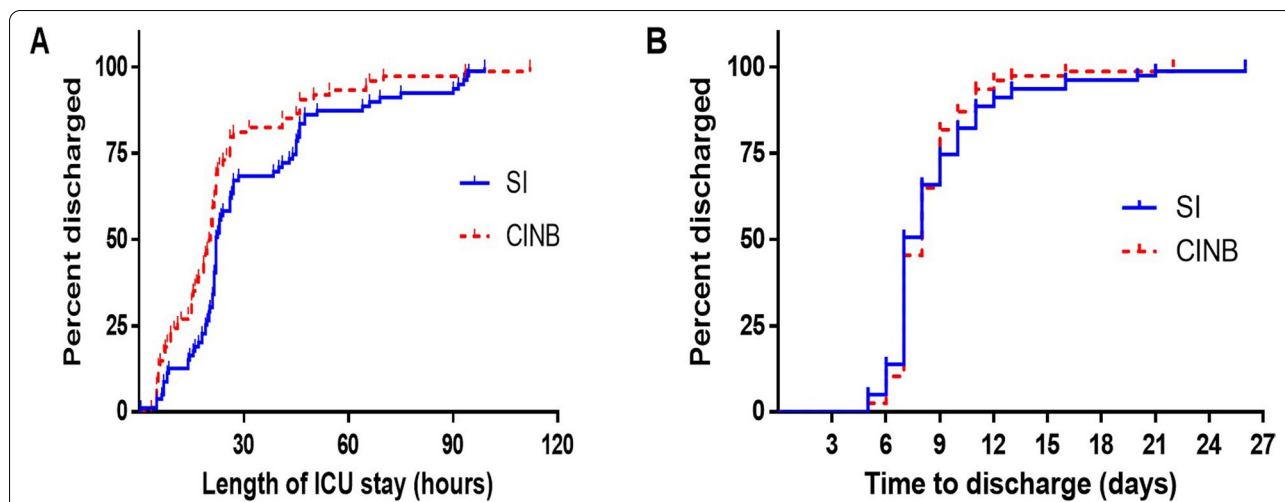 A
Percent discharged
100
75
50
25
0
30 60 90 120
Length of ICU stay (hours)
SI
CINB
B
Percent discharged
100
75
50
25
0
3 6 9 12 15 18 21 24 27
Time to discharge (days)
SI
CINB